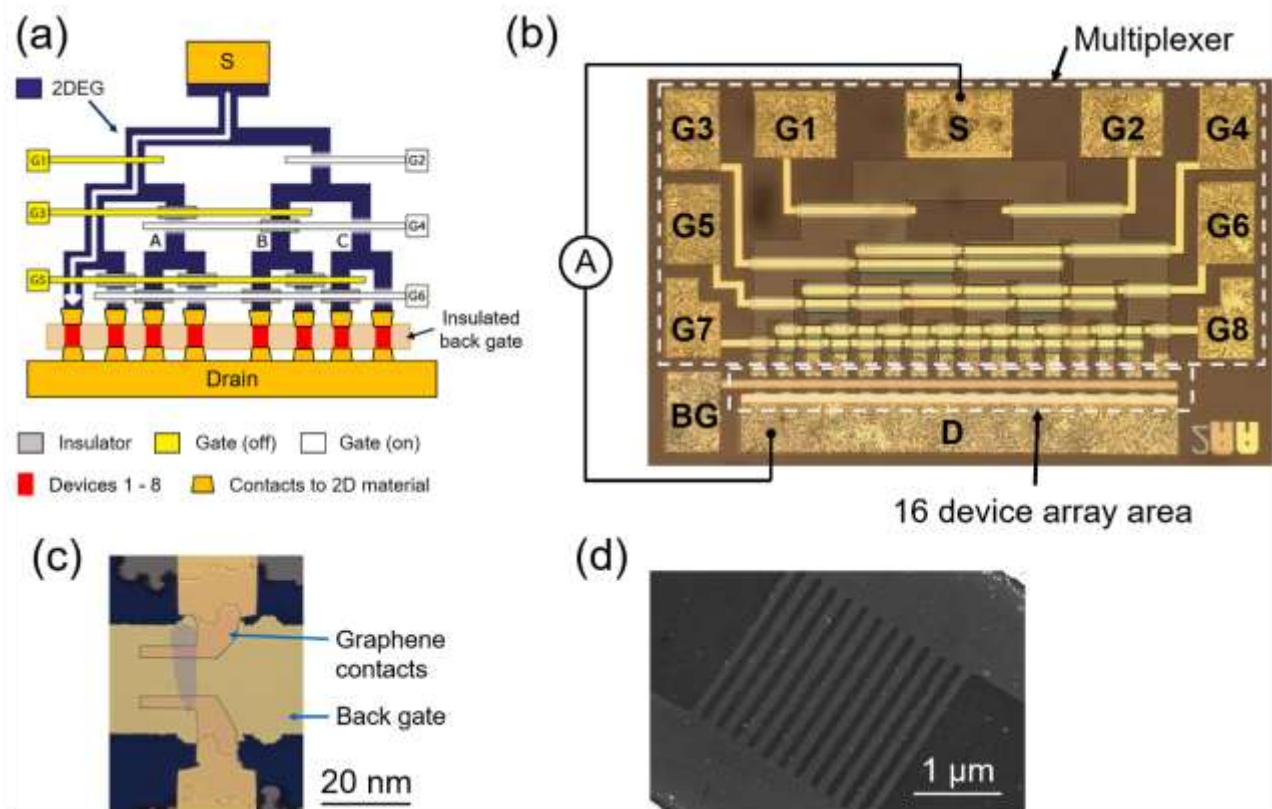 (a)
S
2DEG
G1
G2
G3
G4
A
B
C
G5
G6
Insulated
back gate
Drain
Insulator
Gate (off)
Gate (on)
Devices 1 - 8
Contacts to 2D material
(b)
Multiplexer
G3
G1
S
G2
G4
G5
G6
A
G7
G8
BG
D
16 device array area
(c)
Graphene
contacts
Back gate
20 nm
(d)
1 µm